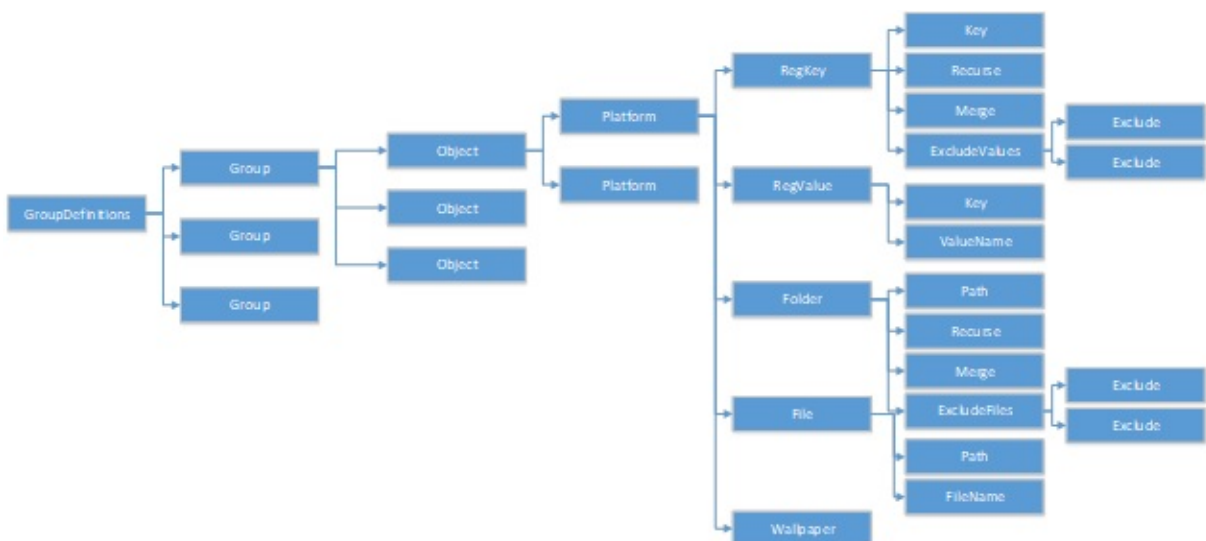 GroupDefinitions
Group
Group
Group
Object
Object
Object
Platform
Platform
RegKey
RegValue
Folder
File
Wallpaper
Key
Recurse
Merge
ExcludeValues
Key
ValueName
Path
Recurse
Merge
ExcludeFiles
Path
FileName
Exclude
Exclude
Exclude
Exclude